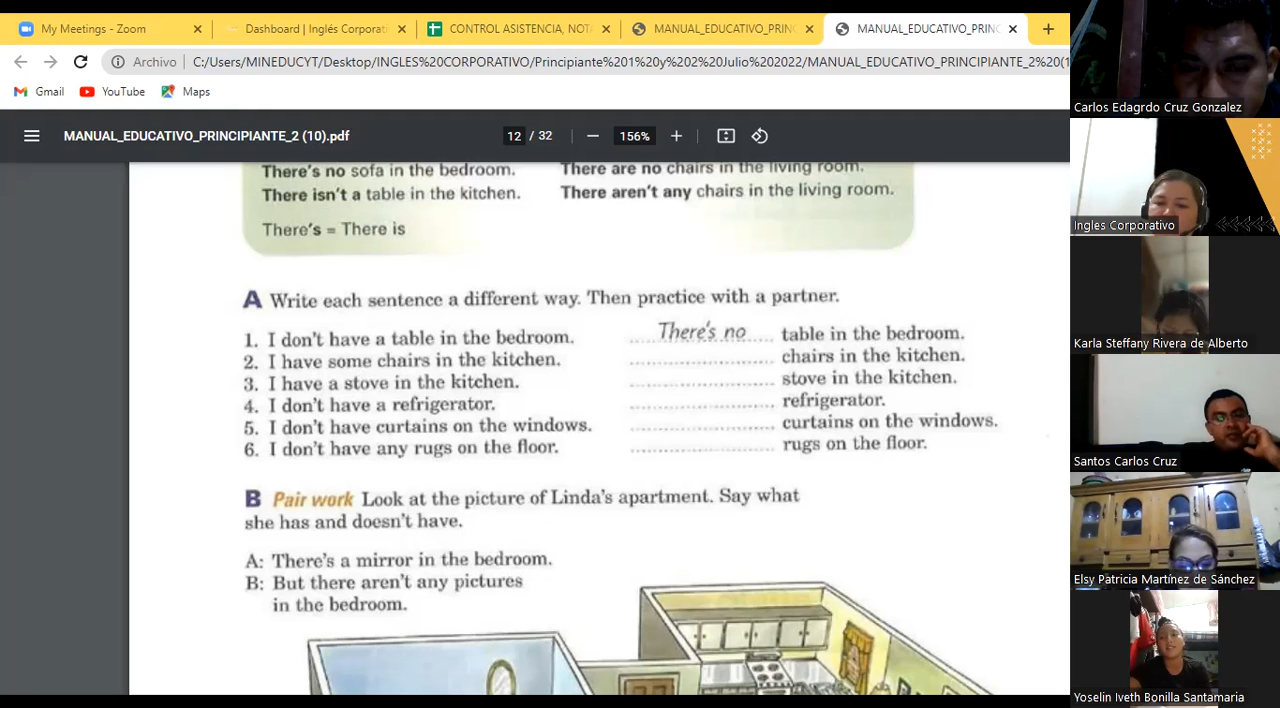 My Meetings - Zoom
Dashboard | Inglés Corporati
CONTROL ASISTENCIA, NOTA
MANUAL_EDUCATIVO_PRINC
MANUAL_EDUCATIVO_PRINC
Archivo
C:/Users/MINEDUCYT/Desktop/INGLES%20CORPORATIVO/Principiante%201%20y%202%20Julio%202022/MANUAL_EDUCATIVO_PRINCIPIANTE_2%20(1
Gmail
YouTube
Maps
MANUAL_EDUCATIVO_PRINCIPIANTE_2 (10).pdf
12 / 32
156%
There's no sofa in the bedroom.
There are no chairs in the living room.
There isn't a table in the kitchen.
There aren't any chairs in the living room.
There's = There is
A Write each sentence a different way. Then practice with a partner.
1. I don't have a table in the bedroom. There's no table in the bedroom.
2. I have some chairs in the kitchen. .................. chairs in the kitchen.
3. I have a stove in the kitchen. .................. stove in the kitchen.
4. I don't have a refrigerator. .................. refrigerator.
5. I don't have curtains on the windows. .................. curtains on the windows.
6. I don't have any rugs on the floor. .................. rugs on the floor.
B Pair work Look at the picture of Linda's apartment. Say what
she has and doesn't have.
A: There's a mirror in the bedroom.
B: But there aren't any pictures
in the bedroom.
Carlos Edagrdo Cruz Gonzalez
Ingles Corporativo
Karla Steffany Rivera de Alberto
Santos Carlos Cruz
Elsy Patricia Martínez de Sánchez
Yoselin Iveth Bonilla Santamaria